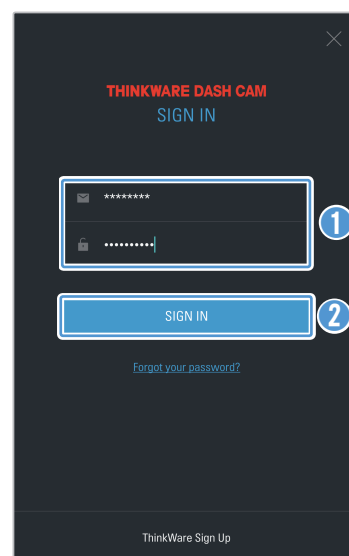 THINKWARE DASH CAM
SIGN IN
********
••••••••••
1
SIGN IN
2
Forgot your password?
ThinkWare Sign Up